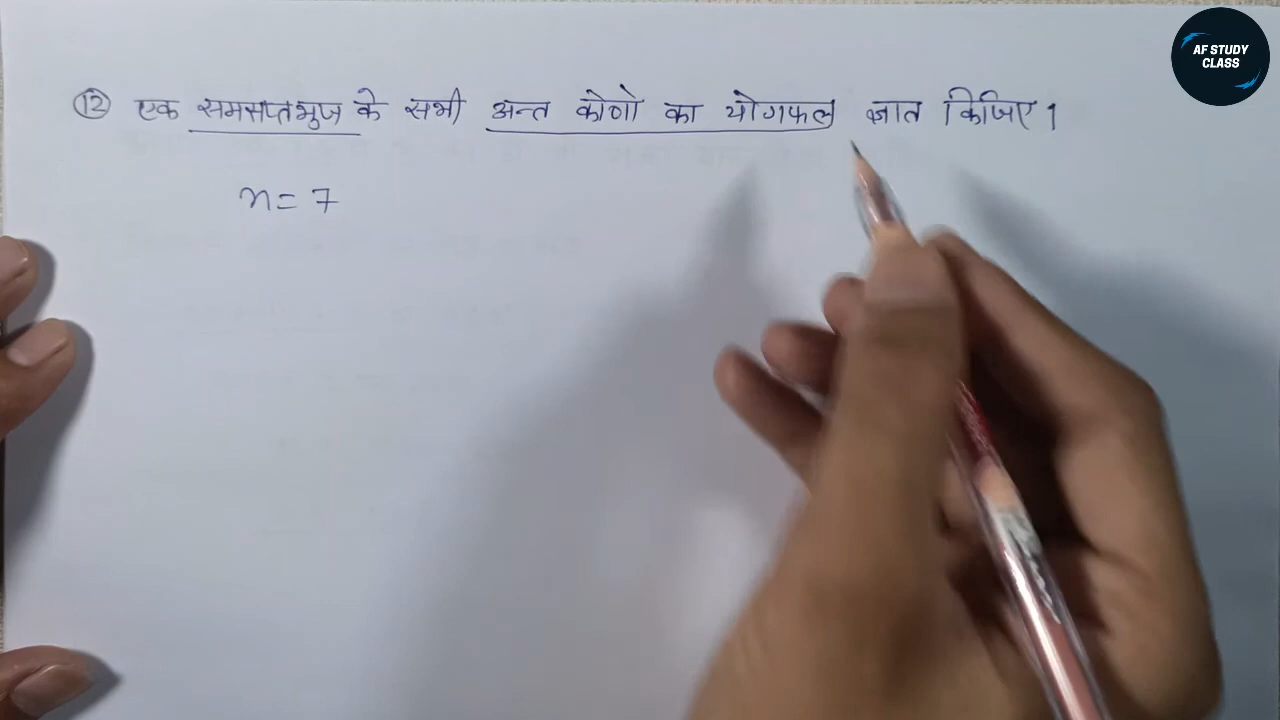 AF STUDY
CLASS
12 एक समसप्तभुज के सभी अन्त कोणो का योगफल ज्ञात किजिए।
n = 7